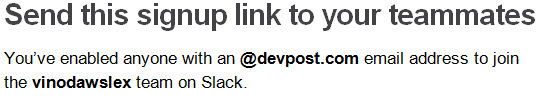 Send this signup link to your teammates
You’ve enabled anyone with an @devpost.com email address to join
the vinodawslex team on Slack.